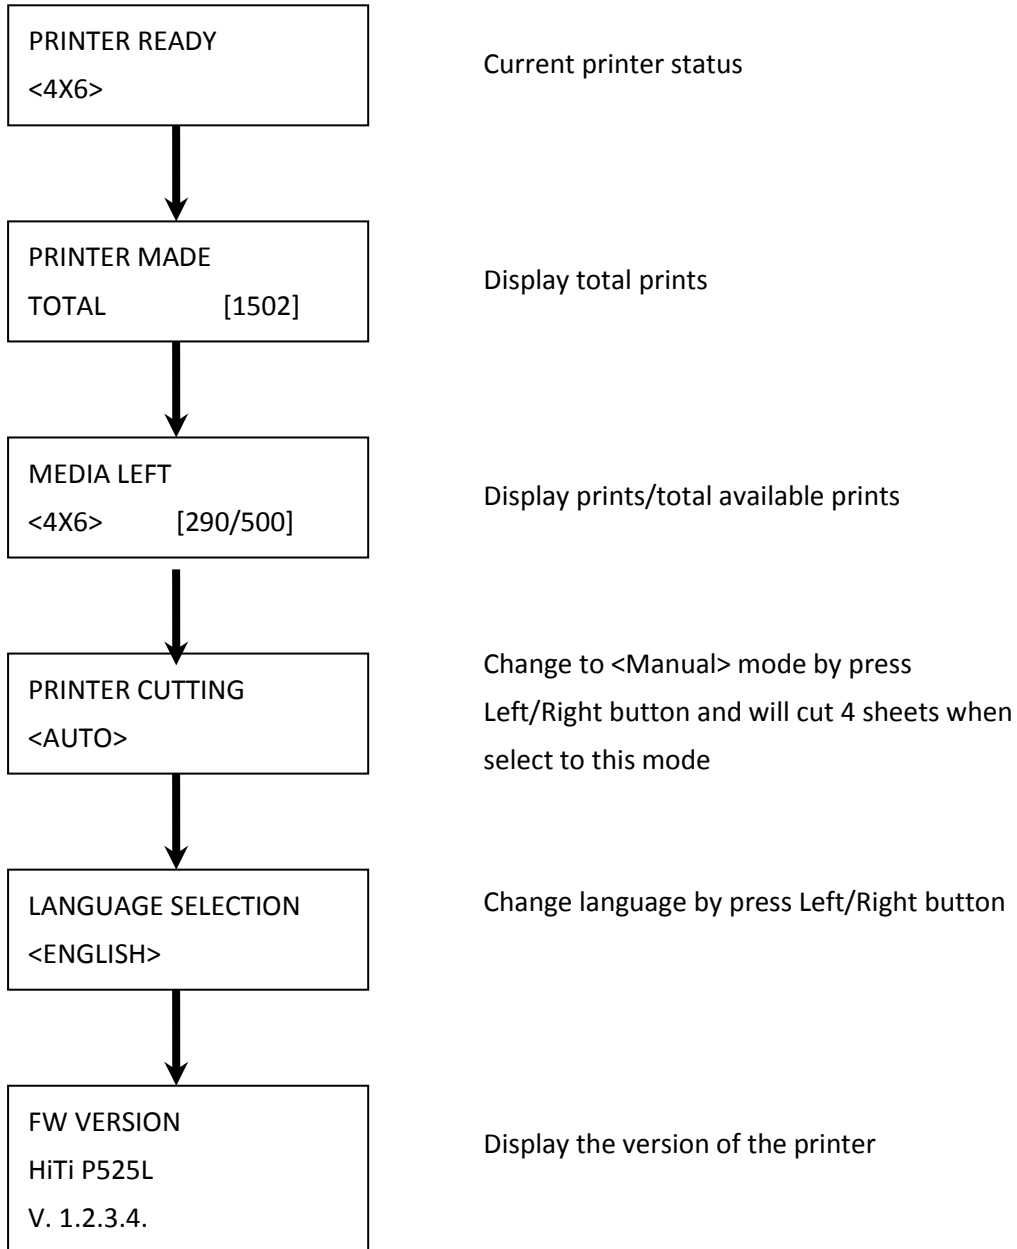 PRINTER READY
<4X6>
Current printer status
PRINTER MADE
TOTAL [1502]
Display total prints
MEDIA LEFT
<4X6> [290/500]
Display prints/total available prints
PRINTER CUTTING
<AUTO>
Change to <Manual> mode by press
Left/Right button and will cut 4 sheets when
select to this mode
LANGUAGE SELECTION
<ENGLISH>
Change language by press Left/Right button
FW VERSION
HiTi P525L
V. 1.2.3.4.
Display the version of the printer